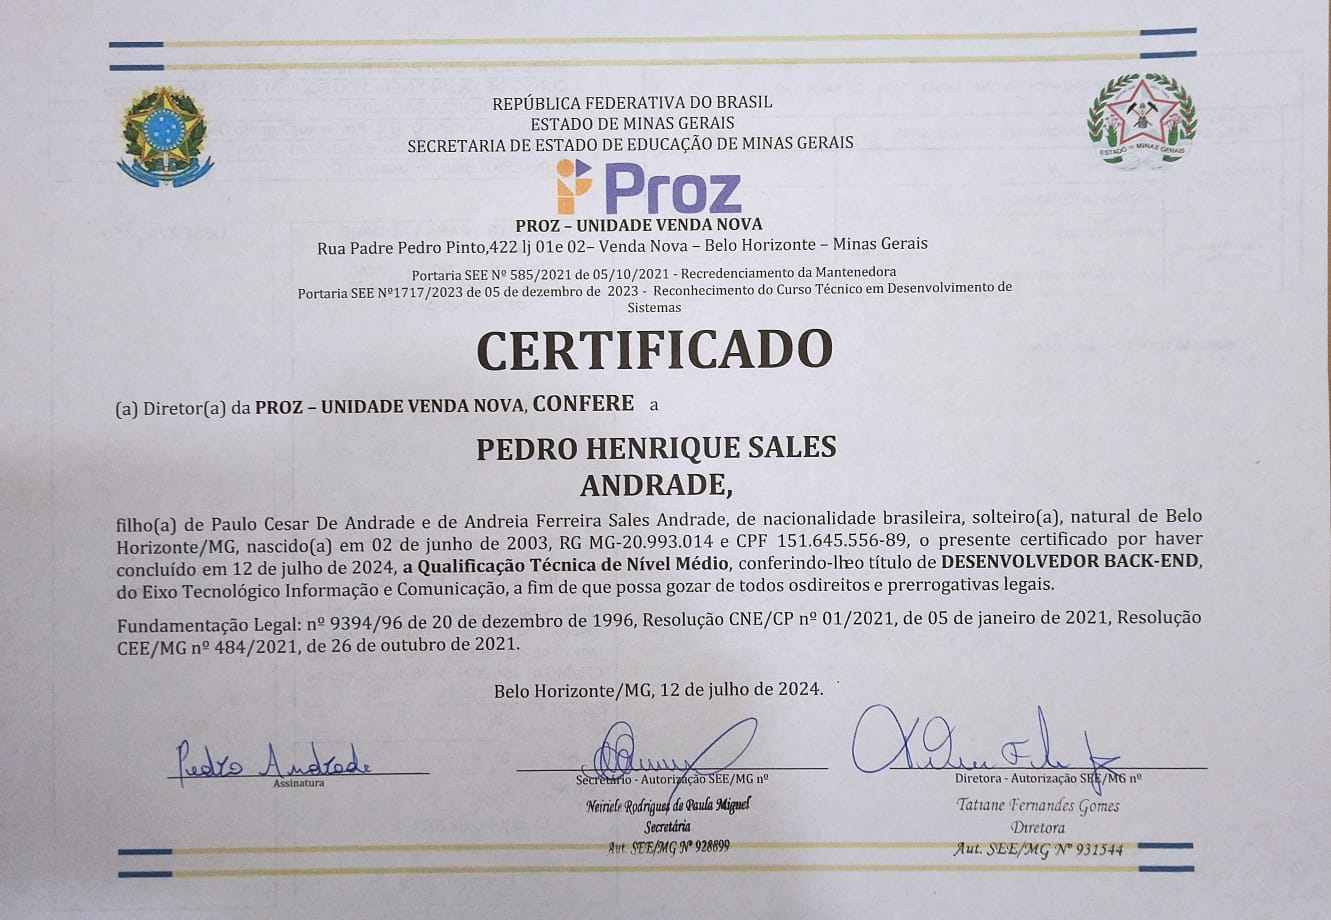 REPÚBLICA FEDERATIVA DO BRASIL
ESTADO DE MINAS GERAIS
SECRETARIA DE ESTADO DE EDUCAÇÃO DE MINAS GERAIS
ESTADO DE MINAS GERAIS
Proz
PROZ – UNIDADE VENDA NOVA
Rua Padre Pedro Pinto,422 lj 01e 02– Venda Nova – Belo Horizonte – Minas Gerais
Portaria SEE Nº 585/2021 de 05/10/2021 - Recredenciamento da Mantenedora
Portaria SEE Nº1717/2023 de 05 de dezembro de 2023 - Reconhecimento do Curso Técnico em Desenvolvimento de
Sistemas
CERTIFICADO
(a) Diretor(a) da PROZ – UNIDADE VENDA NOVA, CONFERE a
PEDRO HENRIQUE SALES
ANDRADE,
filho(a) de Paulo Cesar De Andrade e de Andreia Ferreira Sales Andrade, de nacionalidade brasileira, solteiro(a), natural de Belo
Horizonte/MG, nascido(a) em 02 de junho de 2003, RG MG-20.993.014 e CPF 151.645.556-89, o presente certificado por haver
concluído em 12 de julho de 2024, a Qualificação Técnica de Nível Médio, conferindo-lheo título de DESENVOLVEDOR BACK-END,
do Eixo Tecnológico Informação e Comunicação, a fim de que possa gozar de todos osdireitos e prerrogativas legais.
Fundamentação Legal: nº 9394/96 de 20 de dezembro de 1996, Resolução CNE/CP nº 01/2021, de 05 de janeiro de 2021, Resolução
CEE/MG nº 484/2021, de 26 de outubro de 2021.
Belo Horizonte/MG, 12 de julho de 2024.
Pedro Andrade
Assinatura
Secretário - Autorização SEE/MG nº
Neiriele Rodrigues de Paula Miguel
Secretária
Aut. SEE/MG Nº 928699
Diretora - Autorização SEE/MG nº
Tatiane Fernandes Gomes
Diretora
Aut. SEE/MG Nº 931544